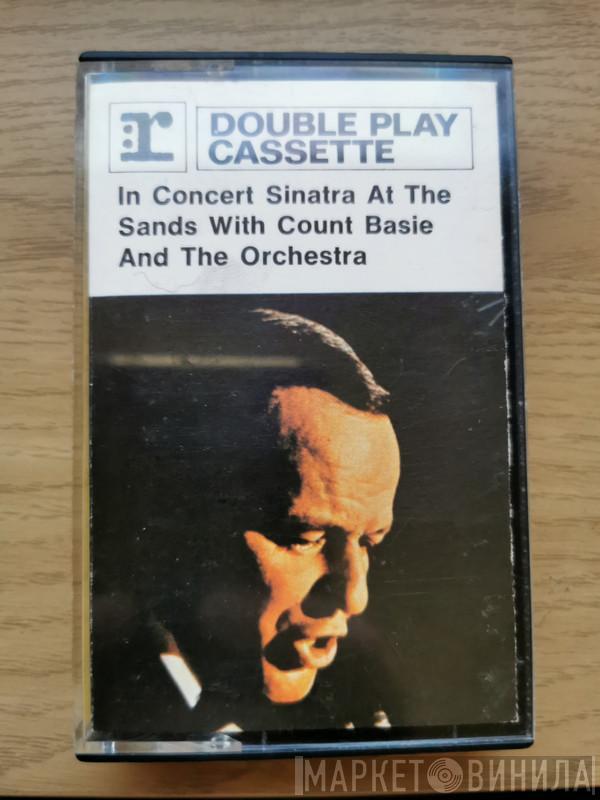 :r
DOUBLE PLAY
CASSETTE
In Concert Sinatra At The
Sands With Count Basie
And The Orchestra
МАРКЕТ ВИНИЛА